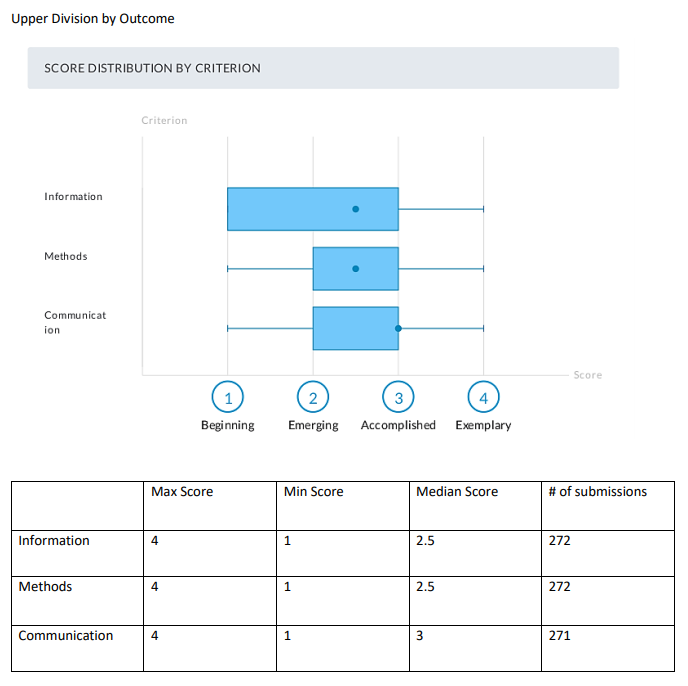 Upper Division by Outcome
SCORE DISTRIBUTION BY CRITERION
Criterion
Information
Methods
Communicat
ion
Score
1 2 3 4
Beginning Emerging Accomplished Exemplary
Max Score Min Score Median Score # of submissions
Information 4 1 2.5 272
Methods 4 1 2.5 272
Communication 4 1 3 271